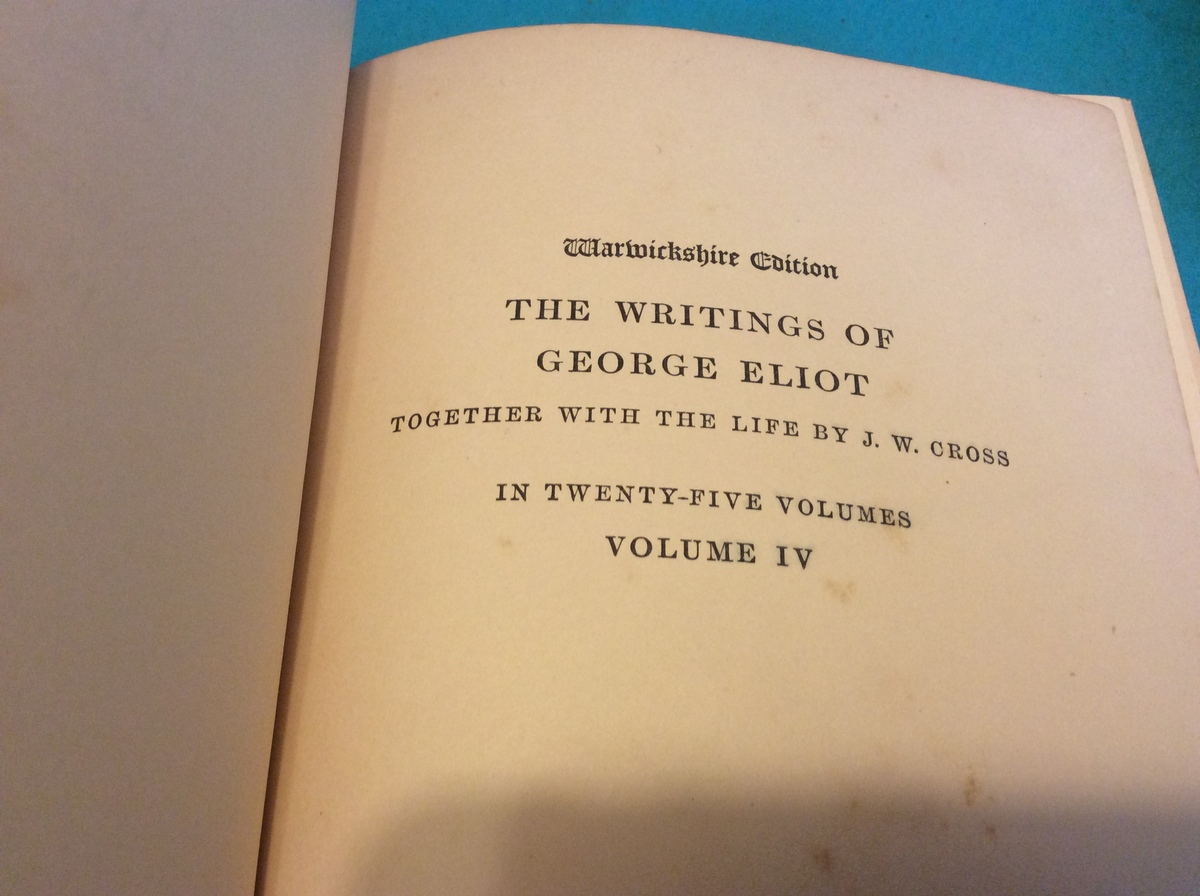 Warwickshire Edition
THE WRITINGS OF
GEORGE ELIOT
TOGETHER WITH THE LIFE BY J. W. CROSS
IN TWENTY-FIVE VOLUMES
VOLUME IV